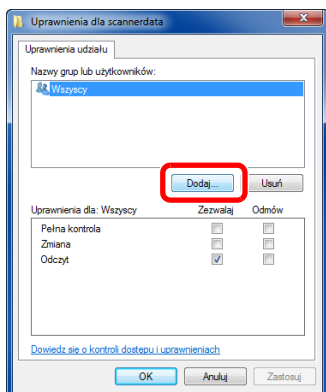 Uprawnienia dla scannerdata
Uprawnienia udziału
Nazwy grup lub użytkowników:
Wszyscy
Dodaj... Usuń
Uprawnienia dla: Wszyscy Zezwalaj Odmów
Pełna kontrola
Zmiana
Odczyt
Dowiedz się o kontroli dostępu i uprawnieniach
OK Anuluj Zastosuj